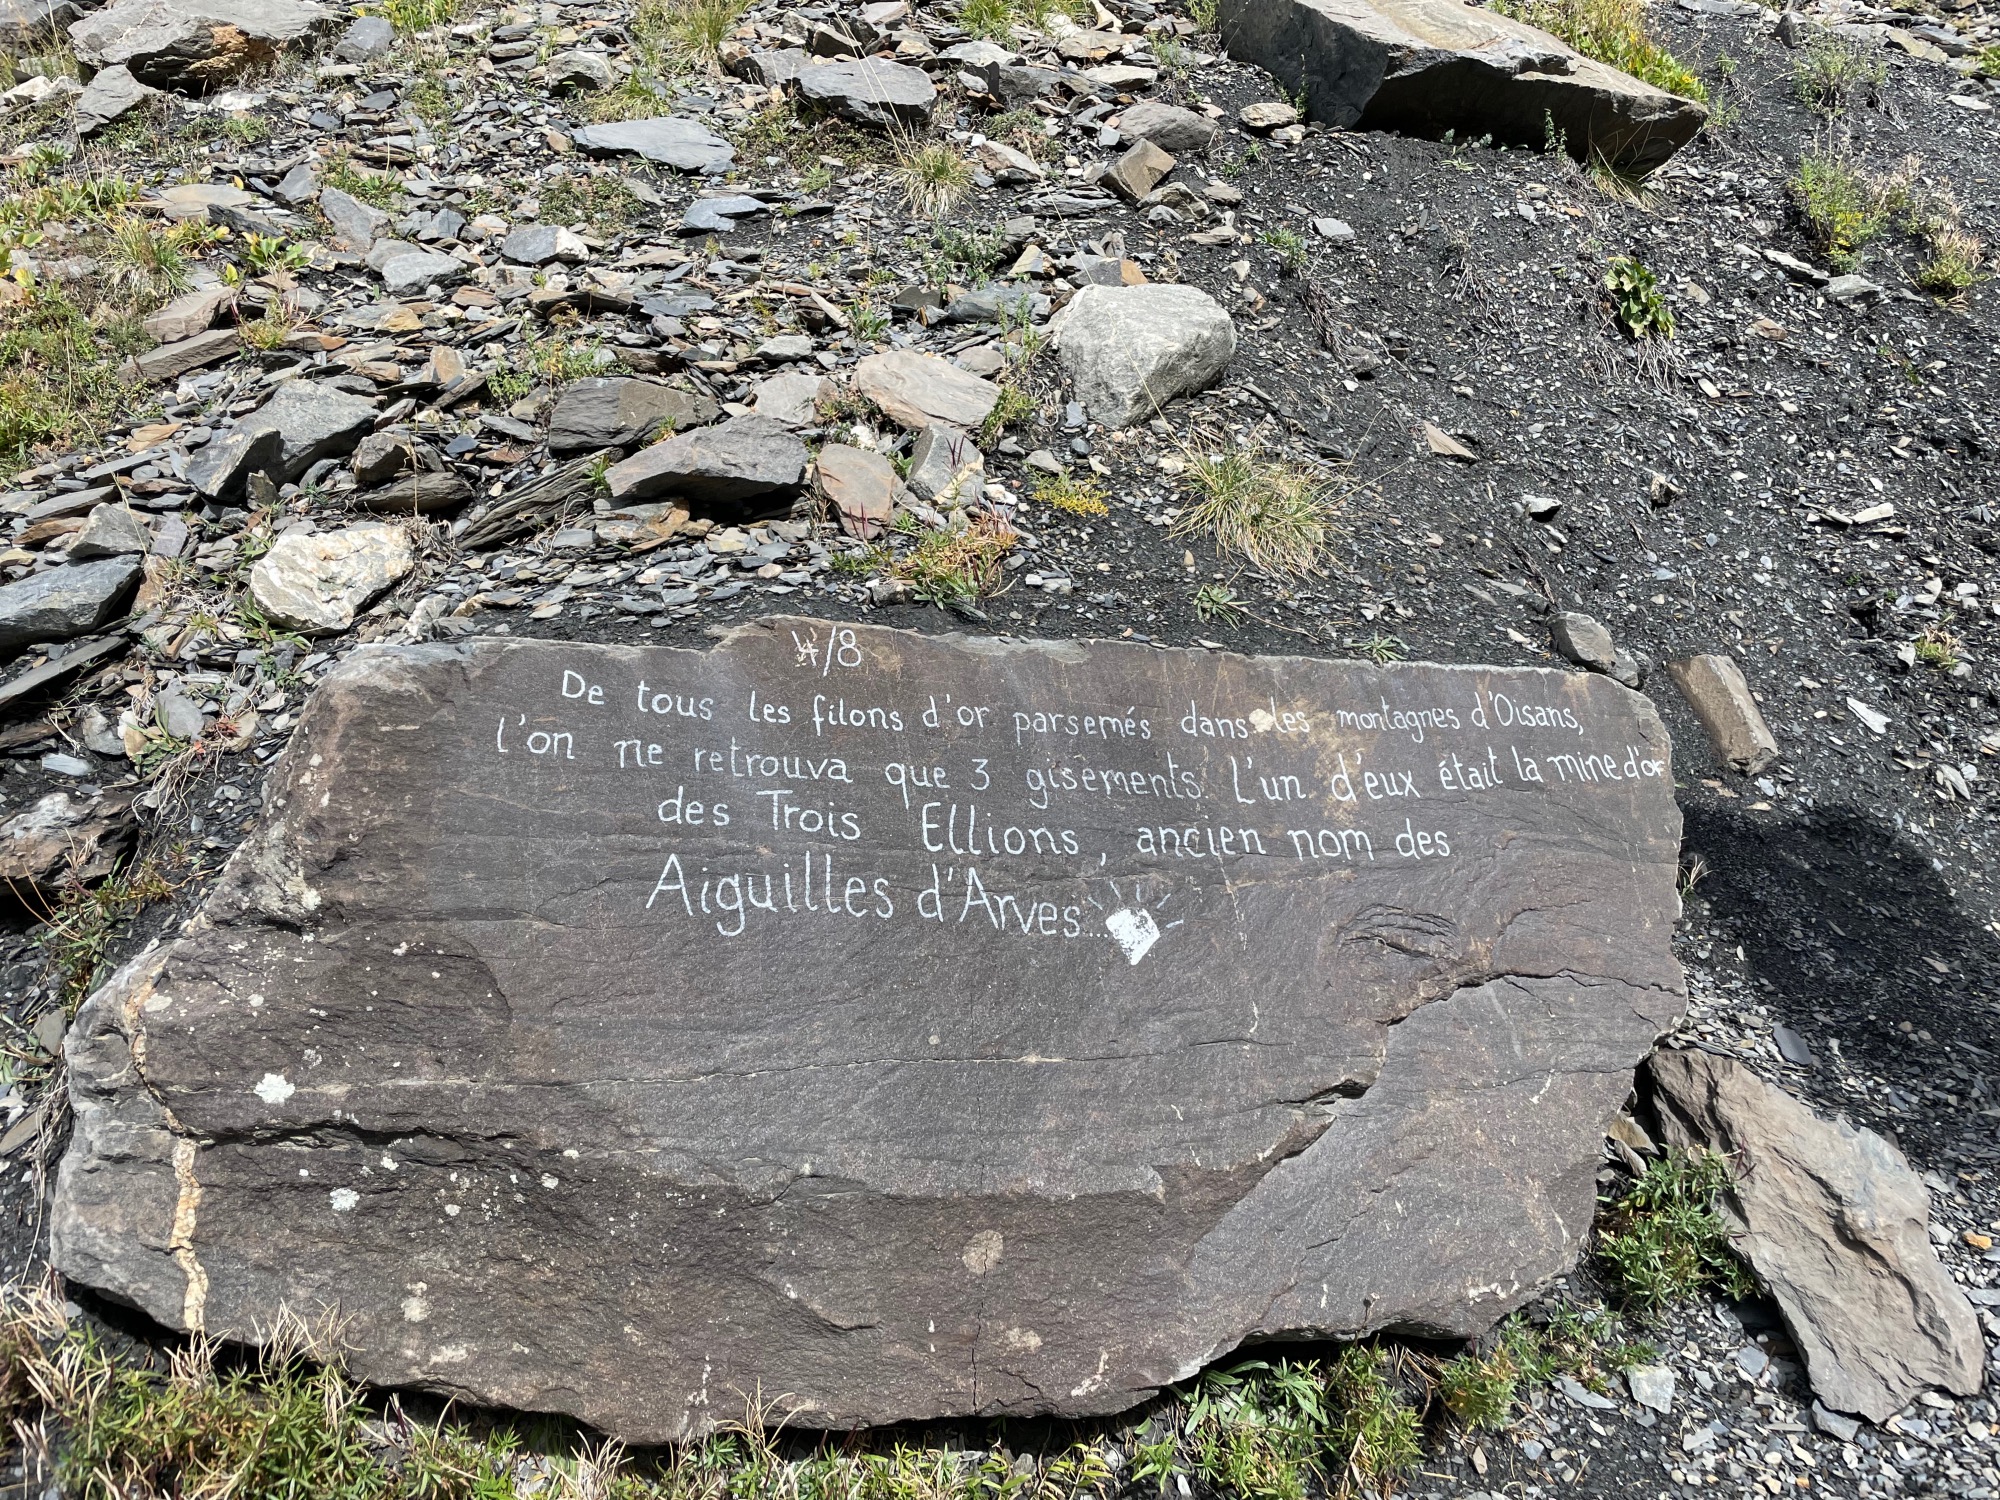 4/8
De tous les filons d'or parsemés dans les montagnes d'Oisans,
l'on ne retrouva que 3 gisements. L'un d'eux était la mine d'or
des Trois Ellions, ancien nom des
Aiguilles d'Arves...